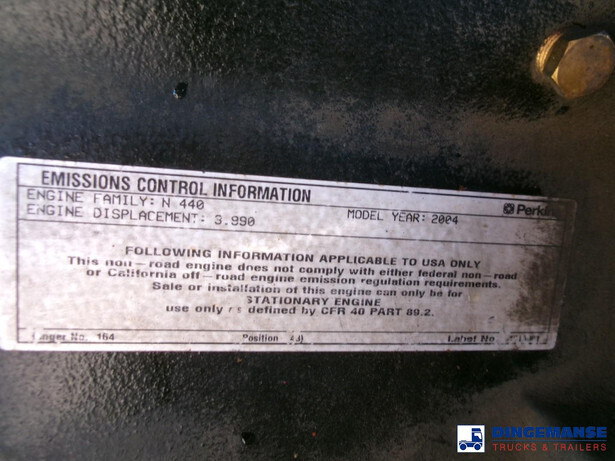 EMISSIONS CONTROL INFORMATION
ENGINE FAMILY: N 440
ENGINE DISPLACEMENT: 3.990 MODEL YEAR: 2004
FOLLOWING INFORMATION APPLICABLE TO USA ONLY
This non-road engine does not comply with either federal non-road
or California off-road engine emission regulation requirements.
Sale or installation of this engine can only be for
STATIONARY ENGINE
use only as defined by CFR 40 PART 89.2.
No. 164 Position Label No.
DINGEMANSE
TRUCKS & TRAILERS